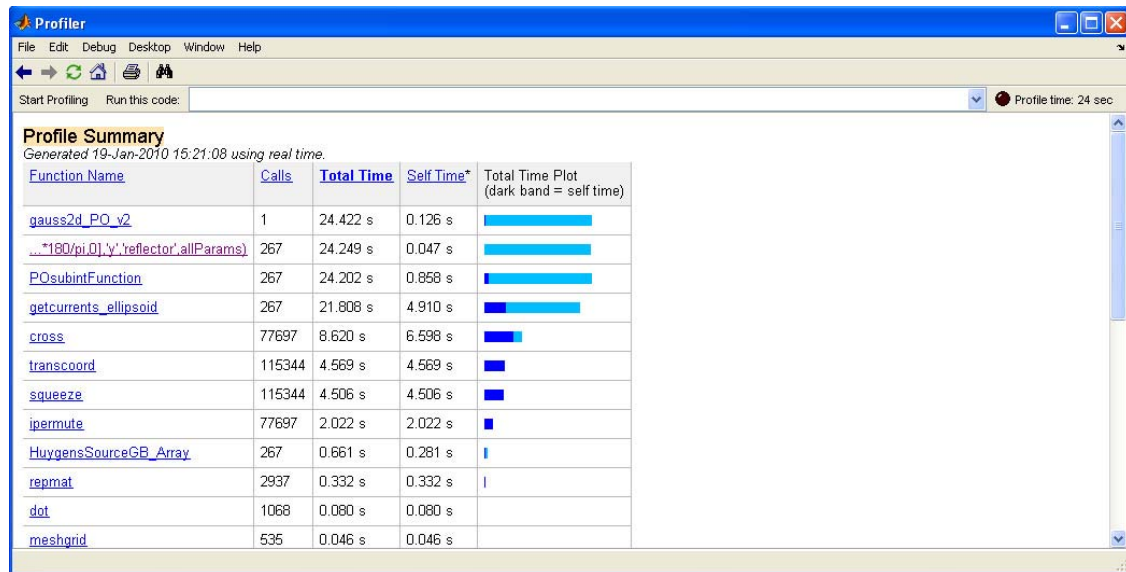 Profiler
File Edit Debug Desktop Window Help
Start Profiling Run this code: Profile time: 24 sec
Profile Summary
Generated 19-Jan-2010 15:21:08 using real time.
Function Name Calls Total Time Self Time* Total Time Plot
(dark band = self time)
gauss2d_PO_v2 1 24.422 s 0.126 s
...*180/pi,0],'y','reflector',allParams) 267 24.249 s 0.047 s
POsubintFunction 267 24.202 s 0.858 s
getcurrents_ellipsoid 267 21.808 s 4.910 s
cross 77697 8.620 s 6.598 s
transcoord 115344 4.569 s 4.569 s
squeeze 115344 4.506 s 4.506 s
ipermute 77697 2.022 s 2.022 s
HuygensSourceGB_Array 267 0.661 s 0.281 s
repmat 2937 0.332 s 0.332 s
dot 1068 0.080 s 0.080 s
meshgrid 535 0.046 s 0.046 s